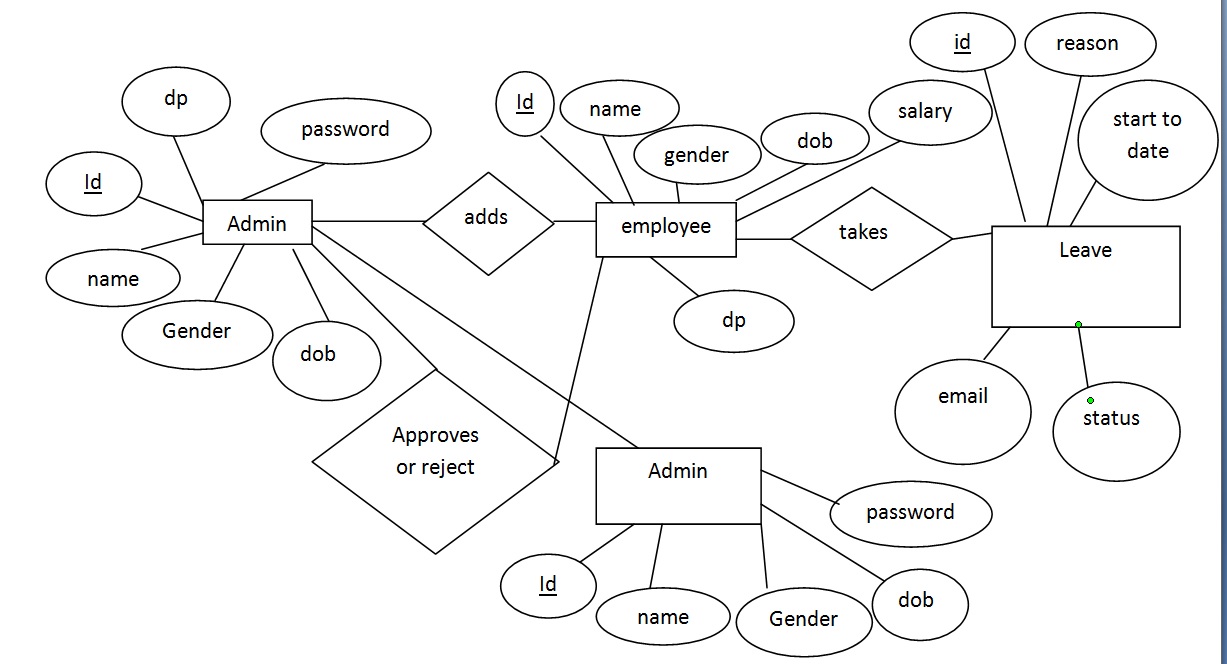 id
reason
dp
Id
name
salary
start to
date
password
gender
dob
Id
Admin
adds
employee
takes
Leave
name
Gender
dob
dp
email
status
Approves
or reject
Admin
password
Id
name
Gender
dob